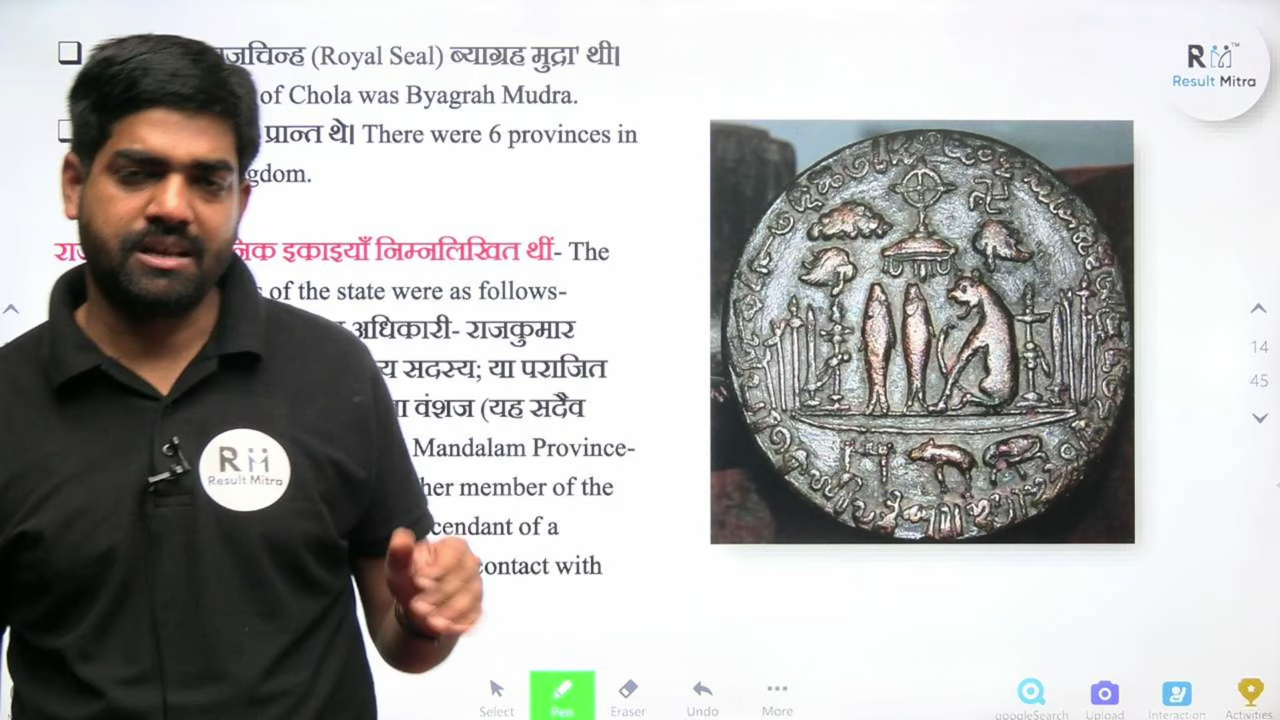 जचिन्ह (Royal Seal) ब्याग्रह मुद्रा' थी।
of Chola was Byagrah Mudra.
प्रान्त थे। There were 6 provinces in
gdom.
निक इकाइयाँ निम्नलिखित थीं- The
of the state were as follows-
अधिकारी- राजकुमार
सदस्य; या पराजित
वंशज (यह सदैव
Mandalam Province-
her member of the
cendant of a
contact with
RM™
Result Mitra
RM
Result Mitra
14
45
Select
Pen
Eraser
Undo
More
googleSearch
Upload
Interaction
Activities